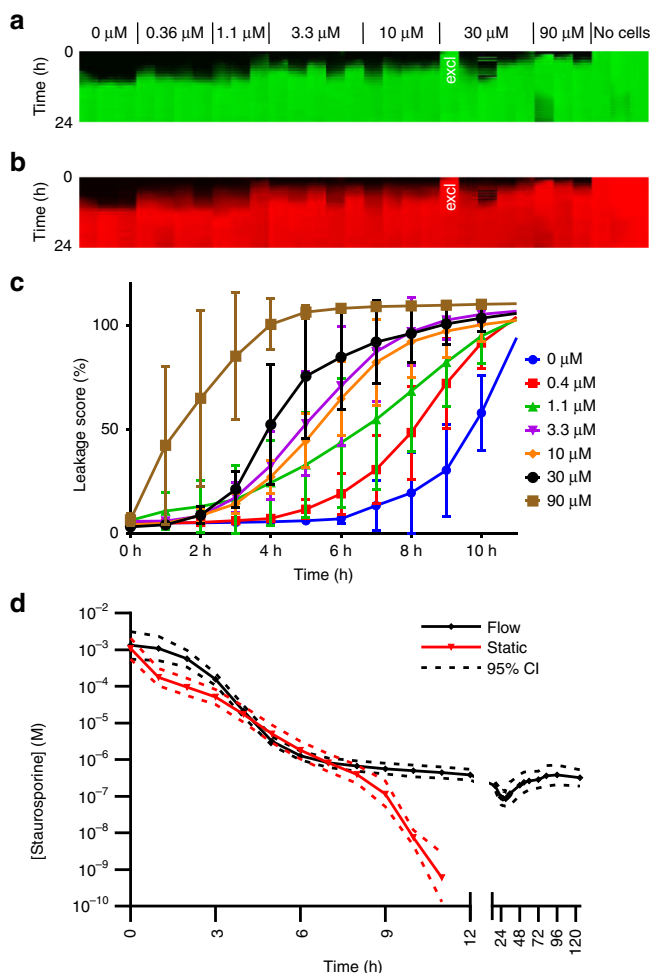 a
0 µM | 0.36 µM | 1.1 µM | 3.3 µM | 10 µM | 30 µM | 90 µM | No cells
Time (h)
0
24
excl
b
Time (h)
0
24
excl
c
Leakage score (%)
100
50
0
0 h 2 h 4 h 6 h 8 h 10 h
Time (h)
0 µM
0.4 µM
1.1 µM
3.3 µM
10 µM
30 µM
90 µM
d
[Staurosporine] (M)
10⁻²
10⁻³
10⁻⁴
10⁻⁵
10⁻⁶
10⁻⁷
10⁻⁸
10⁻⁹
10⁻¹⁰
Flow
Static
95% CI
0 3 6 9 12 24 48 72 96 120
Time (h)